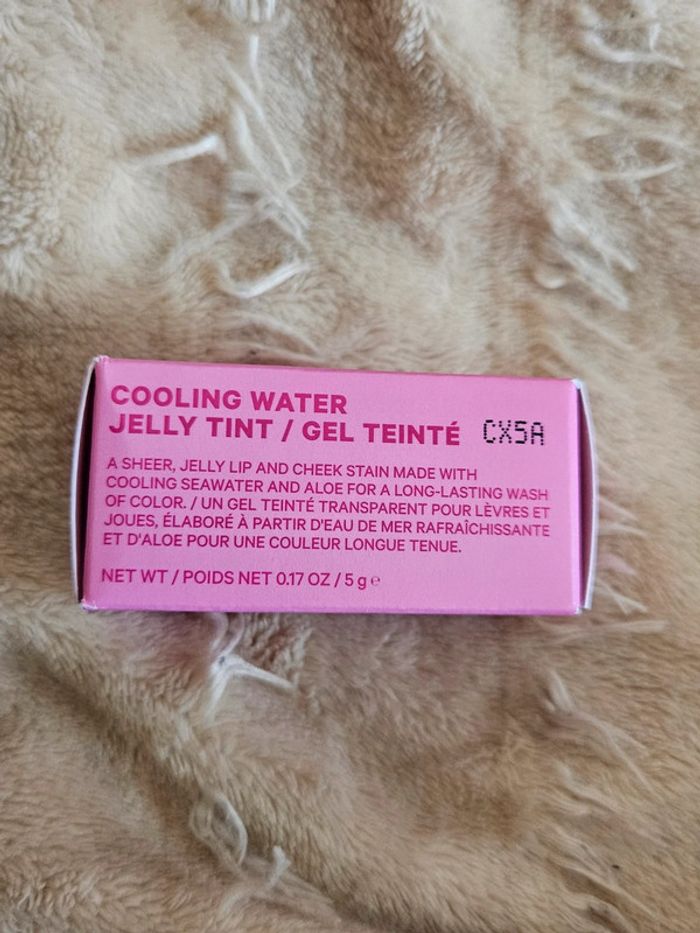 COOLING WATER
JELLY TINT / GEL TEINTÉ CX5A
A SHEER, JELLY LIP AND CHEEK STAIN MADE WITH
COOLING SEAWATER AND ALOE FOR A LONG-LASTING WASH
OF COLOR. / UN GEL TEINTÉ TRANSPARENT POUR LÈVRES ET
JOUES, ÉLABORÉ À PARTIR D'EAU DE MER RAFRAÎCHISSANTE
ET D'ALOE POUR UNE COULEUR LONGUE TENUE.
NET WT / POIDS NET 0.17 OZ / 5 g ℮